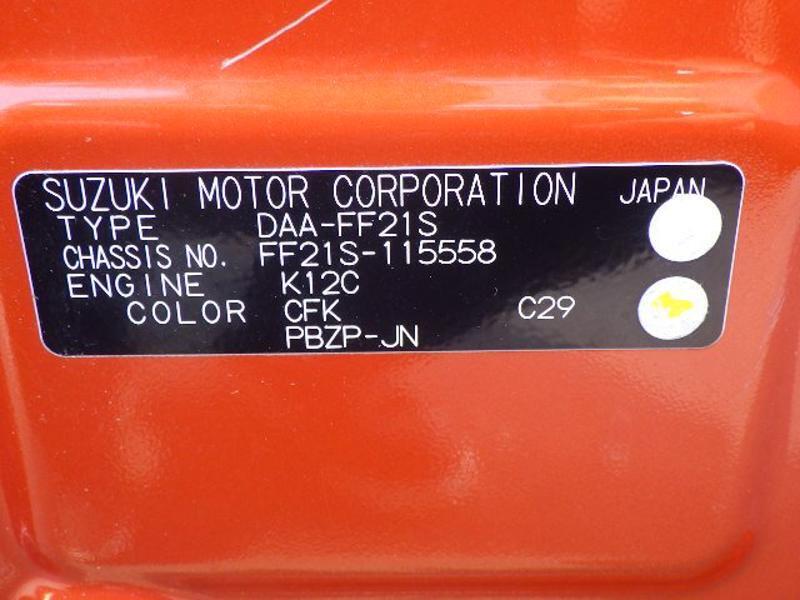 SUZUKI MOTOR CORPORATION JAPAN
TYPE DAA-FF21S
CHASSIS NO. FF21S-115558
ENGINE K12C
COLOR CFK C29
PBZP-JN